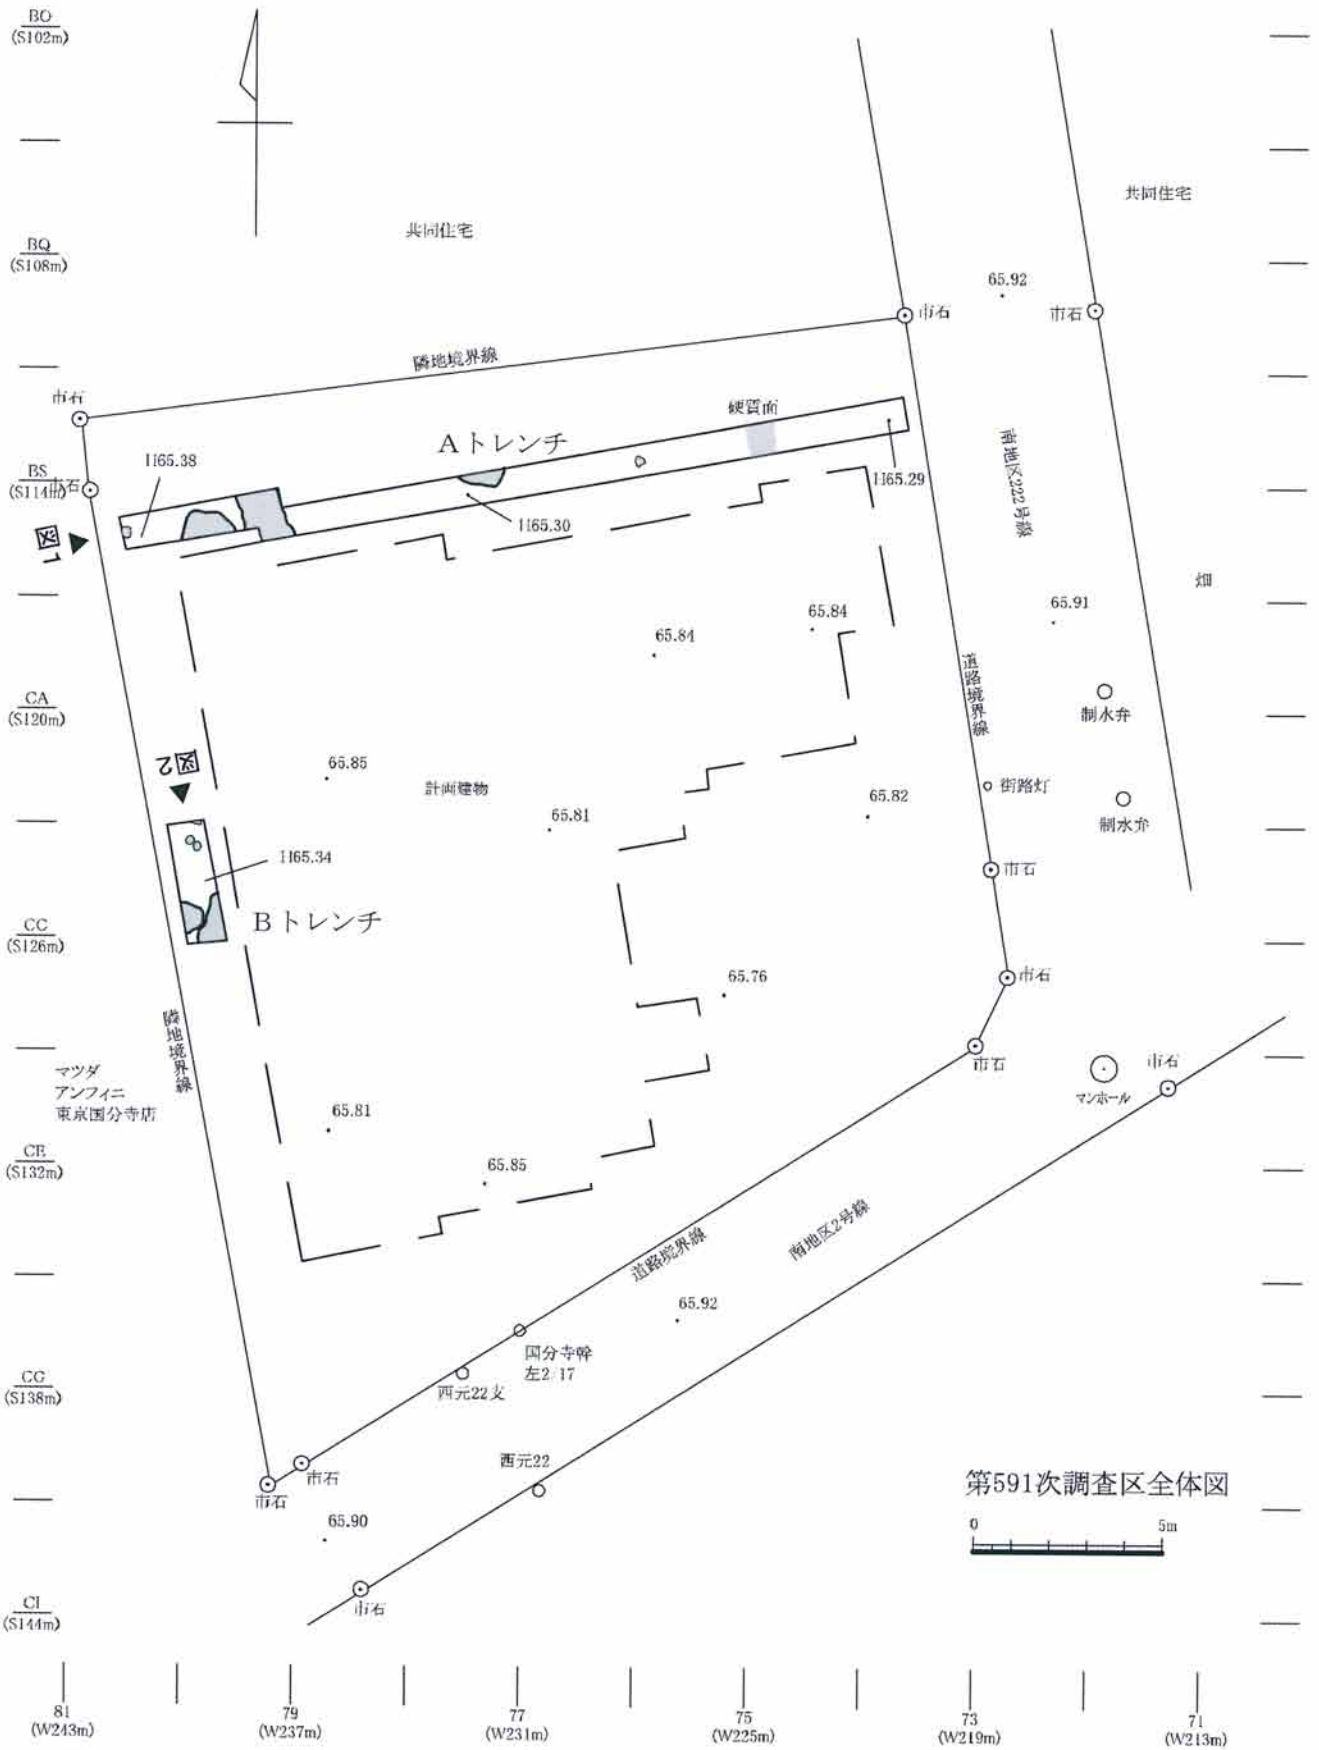 BO
(S102m)
共同住宅
共同住宅
BQ
(S108m)
65.92
市石
市石
隣地境界線
市石
硬質面
Aトレンチ
H65.38
BS
(S114m)
市石
H65.29
H65.30
南地区222号線
図1
畑
65.91
65.84
65.84
道路境界線
CA
(S120m)
制水弁
図2
65.85
計画建物
街路灯
65.82
65.81
制水弁
H65.34
市石
Bトレンチ
CC
(S126m)
65.76
市石
隣地境界線
マツダ
アンフィニ
東京国分寺店
市石
市石
マンホール
65.81
CE
(S132m)
65.85
南地区2号線
道路境界線
65.92
国分寺幹
左2/17
CG
(S138m)
西元22支
西元22
市石
市石
第591次調査区全体図
65.90
0 5m
市石
CI
(S144m)
81
(W243m)
79
(W237m)
77
(W231m)
75
(W225m)
73
(W219m)
71
(W213m)